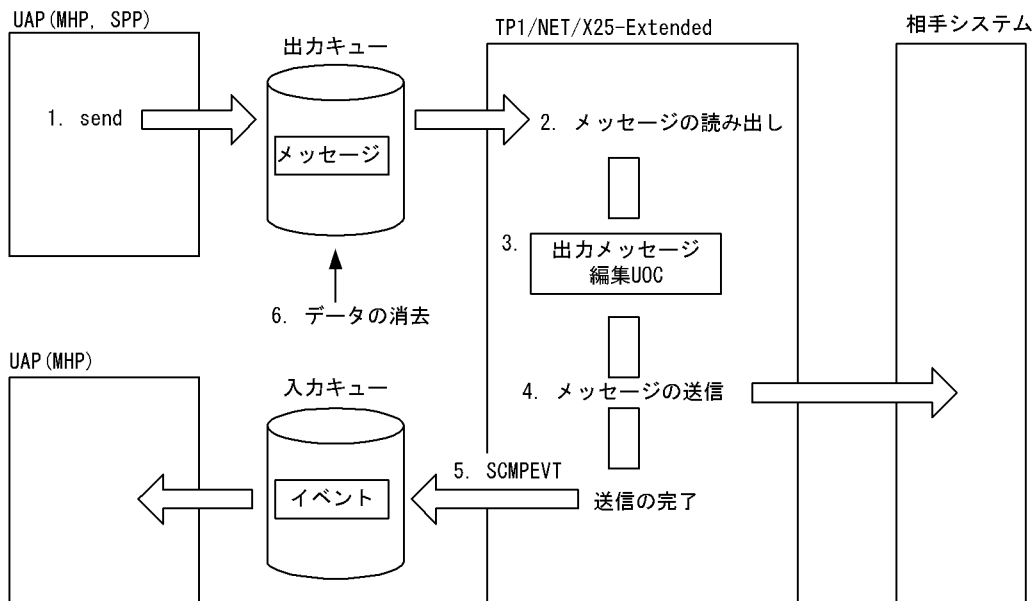 UAP(MHP, SPP)
出力キュー
TP1/NET/X25-Extended
相手システム
1. send
メッセージ
2. メッセージの読み出し
3. 出力メッセージ
編集UOC
6. データの消去
UAP(MHP)
入力キュー
4. メッセージの送信
5. SCMPEVT
イベント
送信の完了